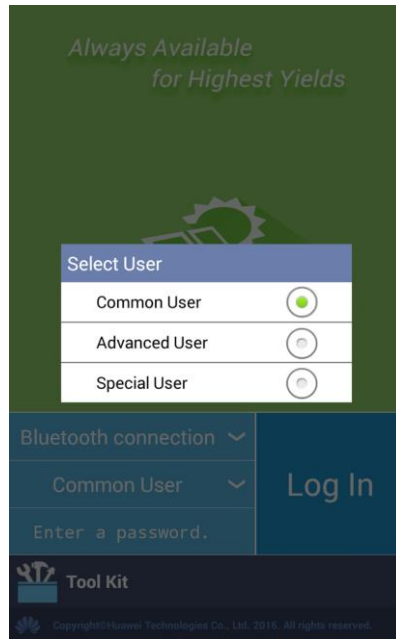 Always Available
for Highest Yields
Select User
Common User
Advanced User
Special User
Bluetooth connection
Common User
Log In
Enter a password.
Tool Kit
Copyright©Huawei Technologies Co., Ltd. 2016. All rights reserved.